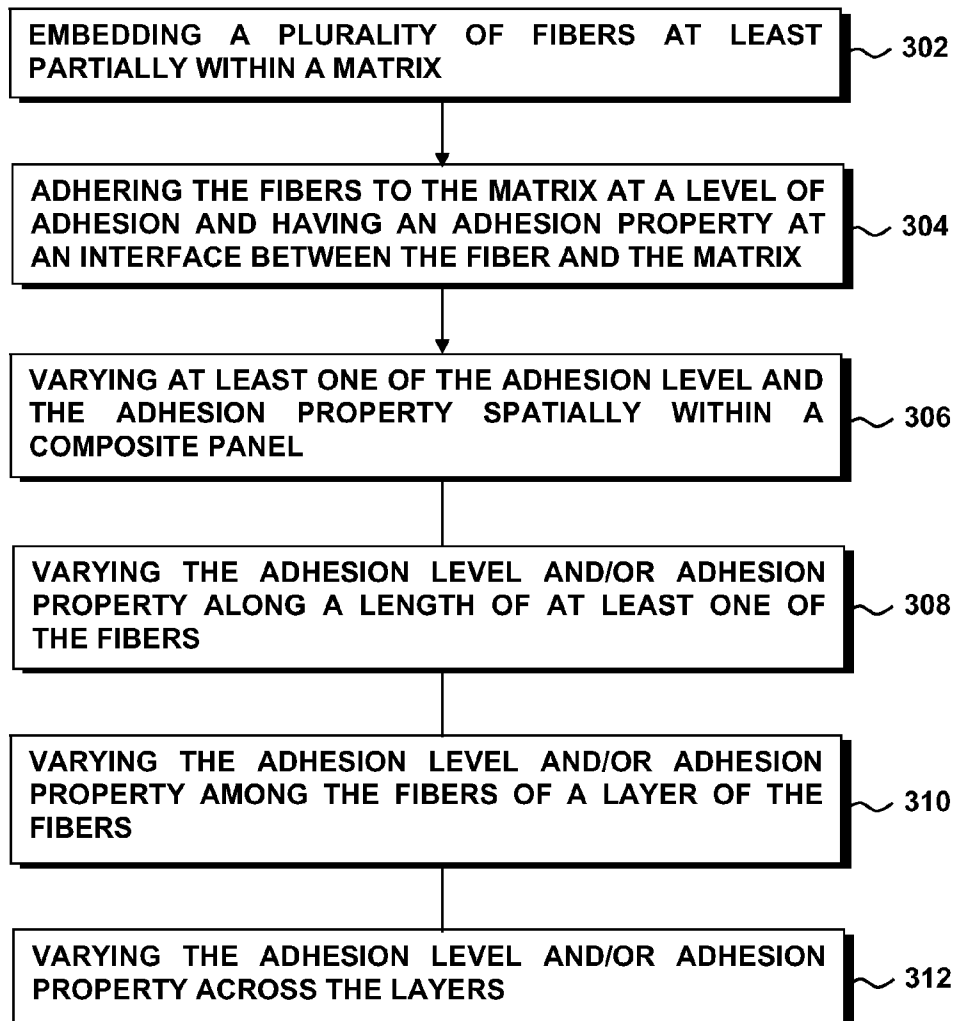 EMBEDDING A PLURALITY OF FIBERS AT LEAST
PARTIALLY WITHIN A MATRIX
302
ADHERING THE FIBERS TO THE MATRIX AT A LEVEL OF
ADHESION AND HAVING AN ADHESION PROPERTY AT
AN INTERFACE BETWEEN THE FIBER AND THE MATRIX
304
VARYING AT LEAST ONE OF THE ADHESION LEVEL AND
THE ADHESION PROPERTY SPATIALLY WITHIN A
COMPOSITE PANEL
306
VARYING THE ADHESION LEVEL AND/OR ADHESION
PROPERTY ALONG A LENGTH OF AT LEAST ONE OF
THE FIBERS
308
VARYING THE ADHESION LEVEL AND/OR ADHESION
PROPERTY AMONG THE FIBERS OF A LAYER OF THE
FIBERS
310
VARYING THE ADHESION LEVEL AND/OR ADHESION
PROPERTY ACROSS THE LAYERS
312